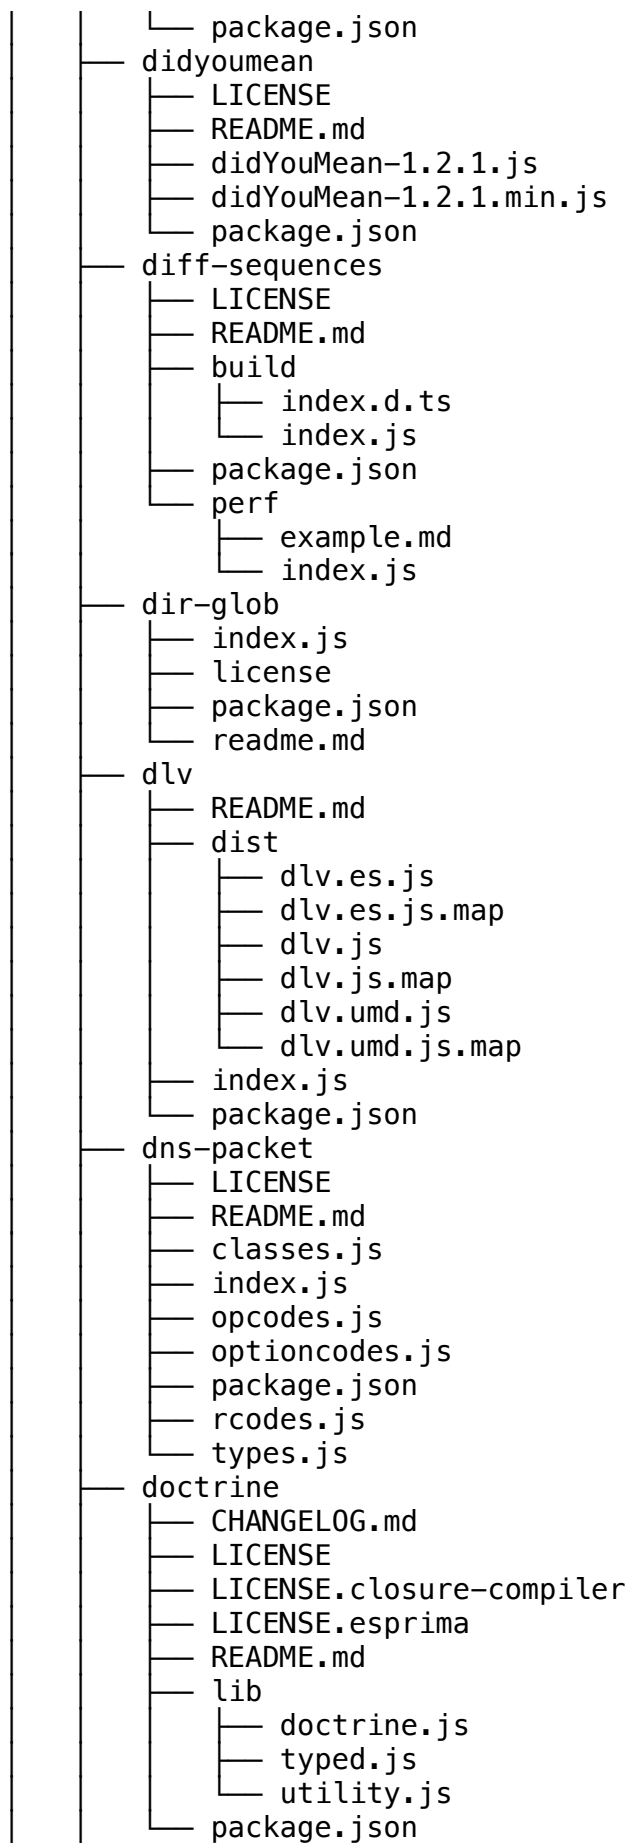 │   │   └── package.json
│   ├── didyoumean
│   │   ├── LICENSE
│   │   ├── README.md
│   │   ├── didYouMean-1.2.1.js
│   │   ├── didYouMean-1.2.1.min.js
│   │   └── package.json
│   ├── diff-sequences
│   │   ├── LICENSE
│   │   ├── README.md
│   │   ├── build
│   │   │   ├── index.d.ts
│   │   │   └── index.js
│   │   ├── package.json
│   │   └── perf
│   │       ├── example.md
│   │       └── index.js
│   ├── dir-glob
│   │   ├── index.js
│   │   ├── license
│   │   ├── package.json
│   │   └── readme.md
│   ├── dlv
│   │   ├── README.md
│   │   ├── dist
│   │   │   ├── dlv.es.js
│   │   │   ├── dlv.es.js.map
│   │   │   ├── dlv.js
│   │   │   ├── dlv.js.map
│   │   │   ├── dlv.umd.js
│   │   │   └── dlv.umd.js.map
│   │   ├── index.js
│   │   └── package.json
│   ├── dns-packet
│   │   ├── LICENSE
│   │   ├── README.md
│   │   ├── classes.js
│   │   ├── index.js
│   │   ├── opcodes.js
│   │   ├── optioncodes.js
│   │   ├── package.json
│   │   ├── rcodes.js
│   │   └── types.js
│   ├── doctrine
│   │   ├── CHANGELOG.md
│   │   ├── LICENSE
│   │   ├── LICENSE.closure-compiler
│   │   ├── LICENSE.esprima
│   │   ├── README.md
│   │   ├── lib
│   │   │   ├── doctrine.js
│   │   │   ├── typed.js
│   │   │   └── utility.js
│   │   └── package.json